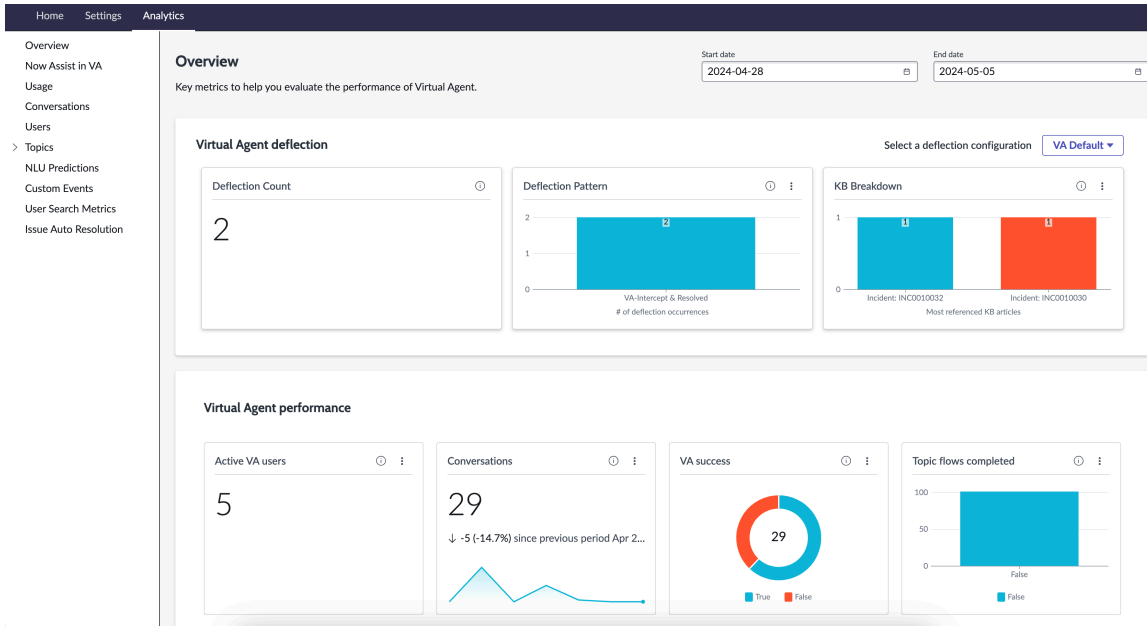 Home Settings Analytics
Overview
Now Assist in VA
Usage
Conversations
Users
Topics
NLU Predictions
Custom Events
User Search Metrics
Issue Auto Resolution
Overview
Key metrics to help you evaluate the performance of Virtual Agent.
Start date
2024-04-28
End date
2024-05-05
Virtual Agent deflection
Select a deflection configuration
VA Default
Deflection Count
2
Deflection Pattern
2
1
0
2
VA-Intercept & Resolved
# of deflection occurrences
KB Breakdown
1
0
1
1
Incident: INC0010032
Incident: INC0010030
Most referenced KB articles
Virtual Agent performance
Active VA users
5
Conversations
29
-5 (-14.7%) since previous period Apr 2...
VA success
29
True False
Topic flows completed
100
50
0
False
False